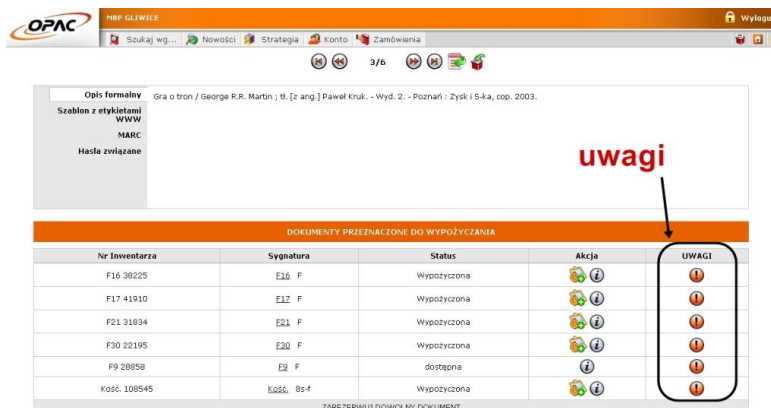 OPAC
MBP GLIWICE
Wylogu
Szukaj wg... Nowości Strategia Konto Zamówienia
3/6
Opis formalny
Gra o tron / George R.R. Martin ; tł. [z ang.] Paweł Kruk. - Wyd. 2. - Poznań : Zysk i S-ka, cop. 2003.
Szablon z etykietami
WWW
MARC
Hasła związane
uwagi
DOKUMENTY PRZEZNACZONE DO WYPOŻYCZANIA
Nr Inwentarza Sygnatura Status Akcja UWAGI
F16 38225 F16 F Wypożyczona
F17 41910 F17 F Wypożyczona
F21 31834 F21 F Wypożyczona
F30 22195 F30 F Wypożyczona
F9 28858 F9 F dostępna
Kość. 108545 Kość. 8s-f Wypożyczona
ZAREZERWUJ DOWOLNY DOKUMENT